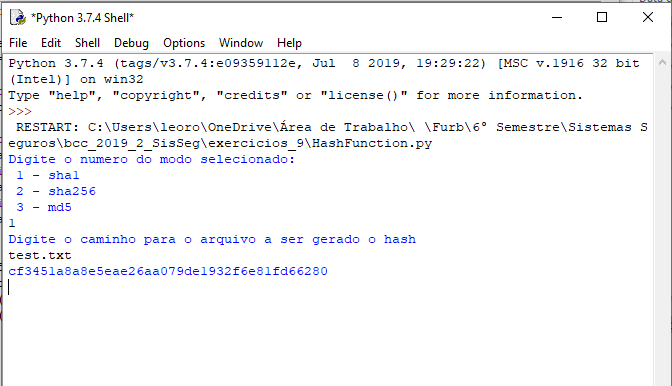 *Python 3.7.4 Shell*
File Edit Shell Debug Options Window Help
Python 3.7.4 (tags/v3.7.4:e09359112e, Jul  8 2019, 19:29:22) [MSC v.1916 32 bit
(Intel)] on win32
Type "help", "copyright", "credits" or "license()" for more information.
>>>
 RESTART: C:\Users\leoro\OneDrive\Área de Trabalho\ \Furb\6° Semestre\Sistemas S
eguros\bcc_2019_2_SisSeg\exercicios_9\HashFunction.py
Digite o numero do modo selecionado:
 1 - sha1
 2 - sha256
 3 - md5
1
Digite o caminho para o arquivo a ser gerado o hash
test.txt
cf3451a8a8e5eae26aa079de1932f6e81fd66280